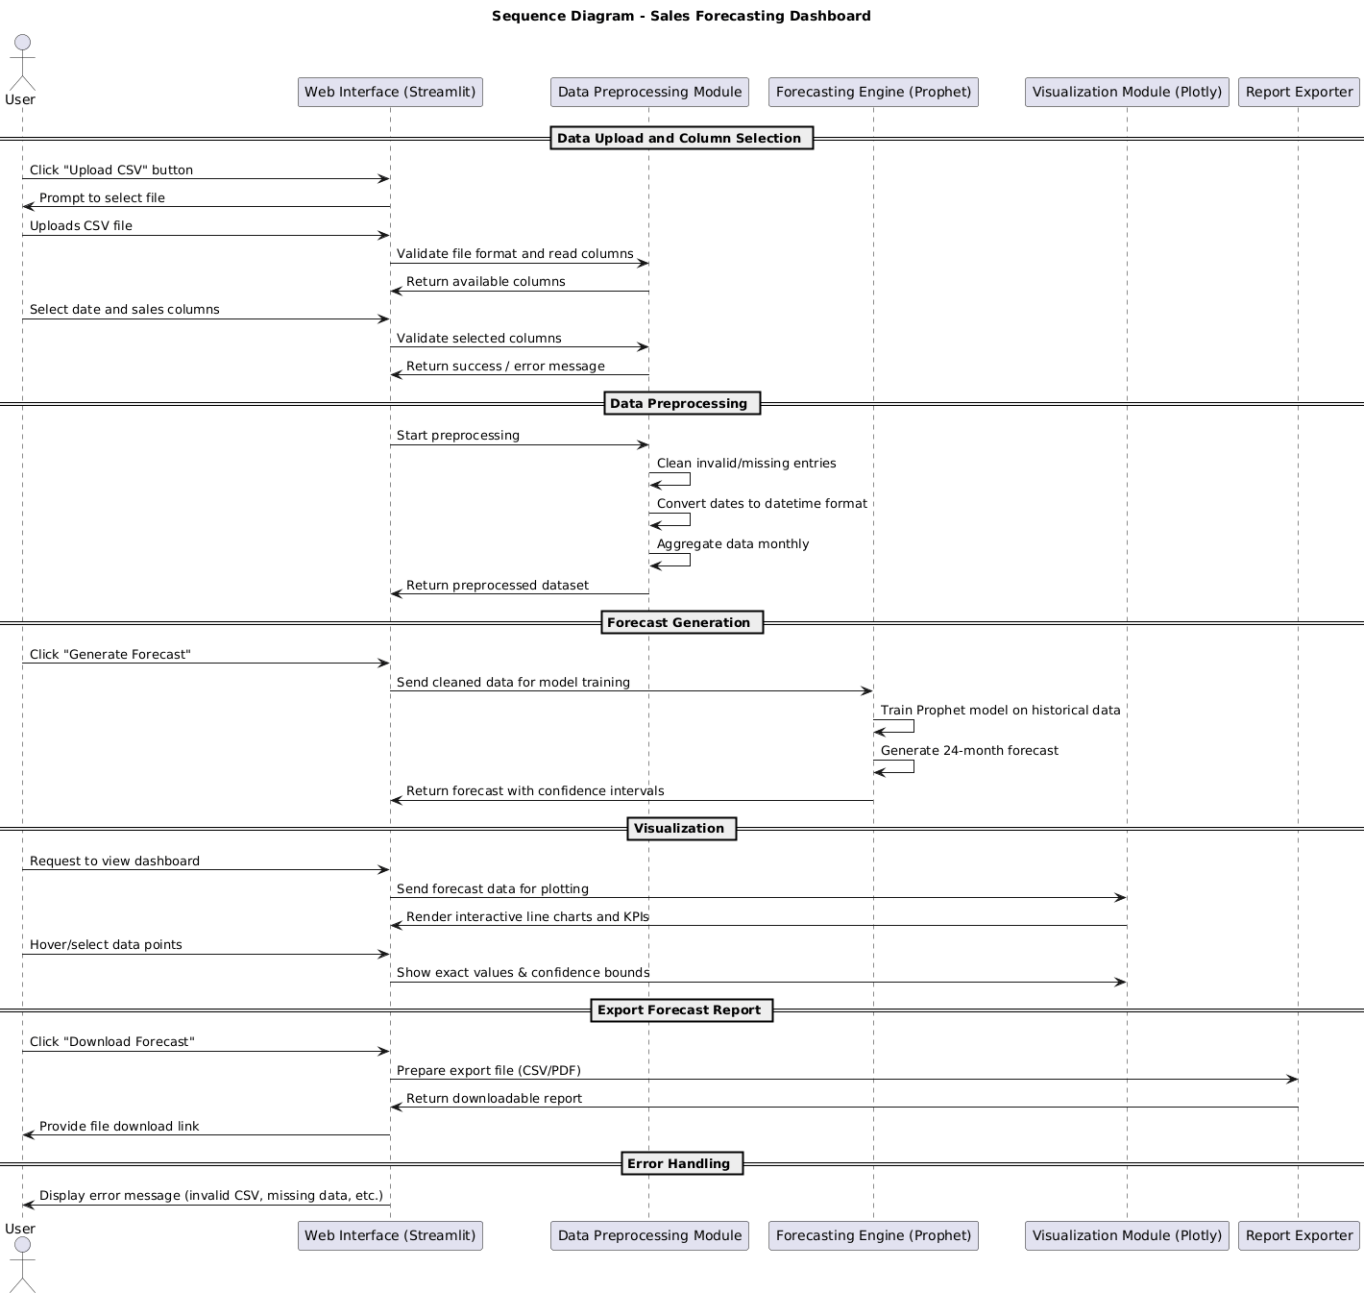 Sequence Diagram - Sales Forecasting Dashboard
User
Web Interface (Streamlit)
Data Preprocessing Module
Forecasting Engine (Prophet)
Visualization Module (Plotly)
Report Exporter
Data Upload and Column Selection
Click "Upload CSV" button
Prompt to select file
Uploads CSV file
Validate file format and read columns
Return available columns
Select date and sales columns
Validate selected columns
Return success / error message
Data Preprocessing
Start preprocessing
Clean invalid/missing entries
Convert dates to datetime format
Aggregate data monthly
Return preprocessed dataset
Forecast Generation
Click "Generate Forecast"
Send cleaned data for model training
Train Prophet model on historical data
Generate 24-month forecast
Return forecast with confidence intervals
Visualization
Request to view dashboard
Send forecast data for plotting
Render interactive line charts and KPIs
Hover/select data points
Show exact values & confidence bounds
Export Forecast Report
Click "Download Forecast"
Prepare export file (CSV/PDF)
Return downloadable report
Provide file download link
Error Handling
Display error message (invalid CSV, missing data, etc.)
User
Web Interface (Streamlit)
Data Preprocessing Module
Forecasting Engine (Prophet)
Visualization Module (Plotly)
Report Exporter